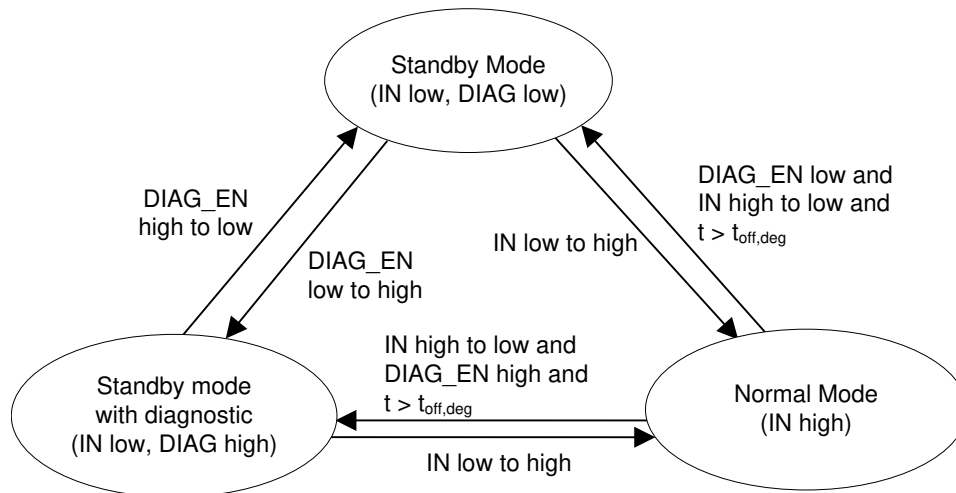 Standby Mode
(IN low, DIAG low)
DIAG_EN
high to low
DIAG_EN
low to high
IN low to high
DIAG_EN low and
IN high to low and
t > toff,deg
Standby mode
with diagnostic
(IN low, DIAG high)
IN high to low and
DIAG_EN high and
t > toff,deg
IN low to high
Normal Mode
(IN high)